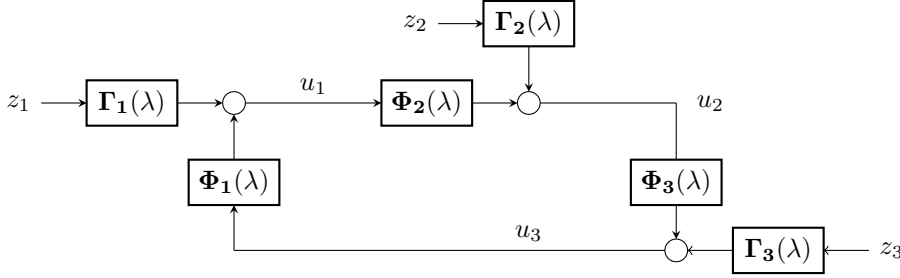 z₂
Γ₂(λ)
z₁
Γ₁(λ)
u₁
Φ₂(λ)
u₂
Φ₁(λ)
Φ₃(λ)
u₃
Γ₃(λ)
z₃